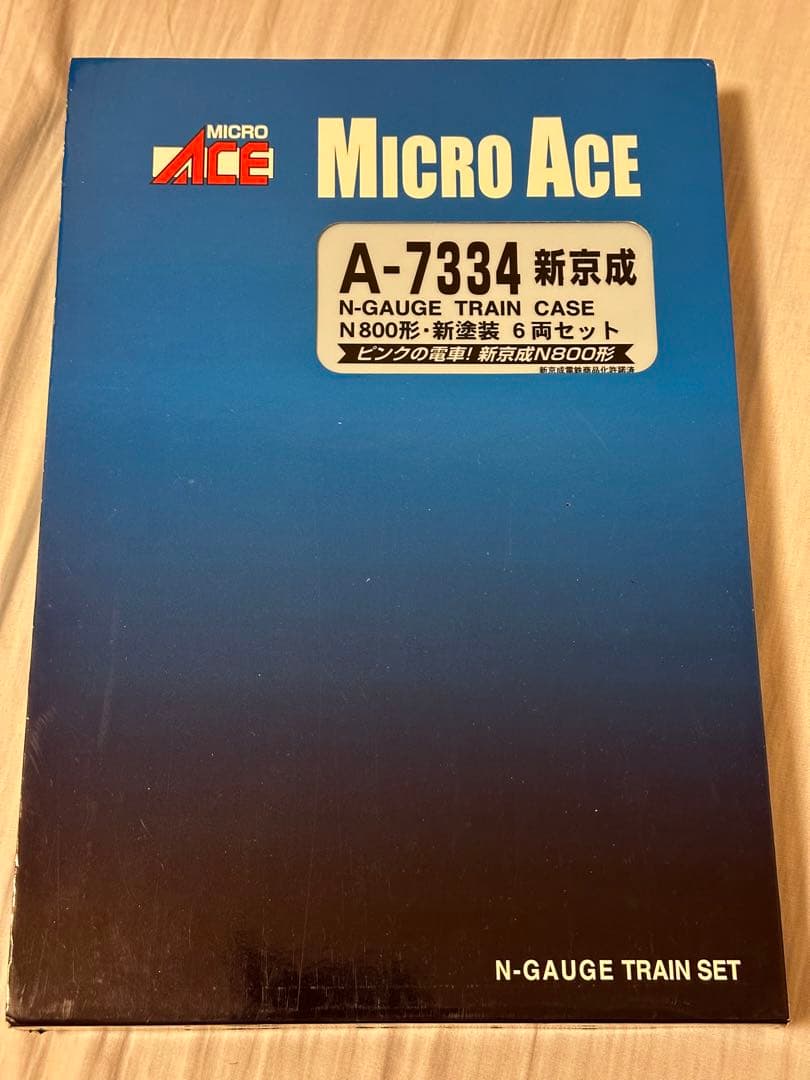 MICRO
ACE
MICRO ACE
A-7334 新京成
N-GAUGE TRAIN CASE
N800形・新塗装 6両セット
ピンクの電車! 新京成N800形
新京成電鉄商品化許諾済
N-GAUGE TRAIN SET